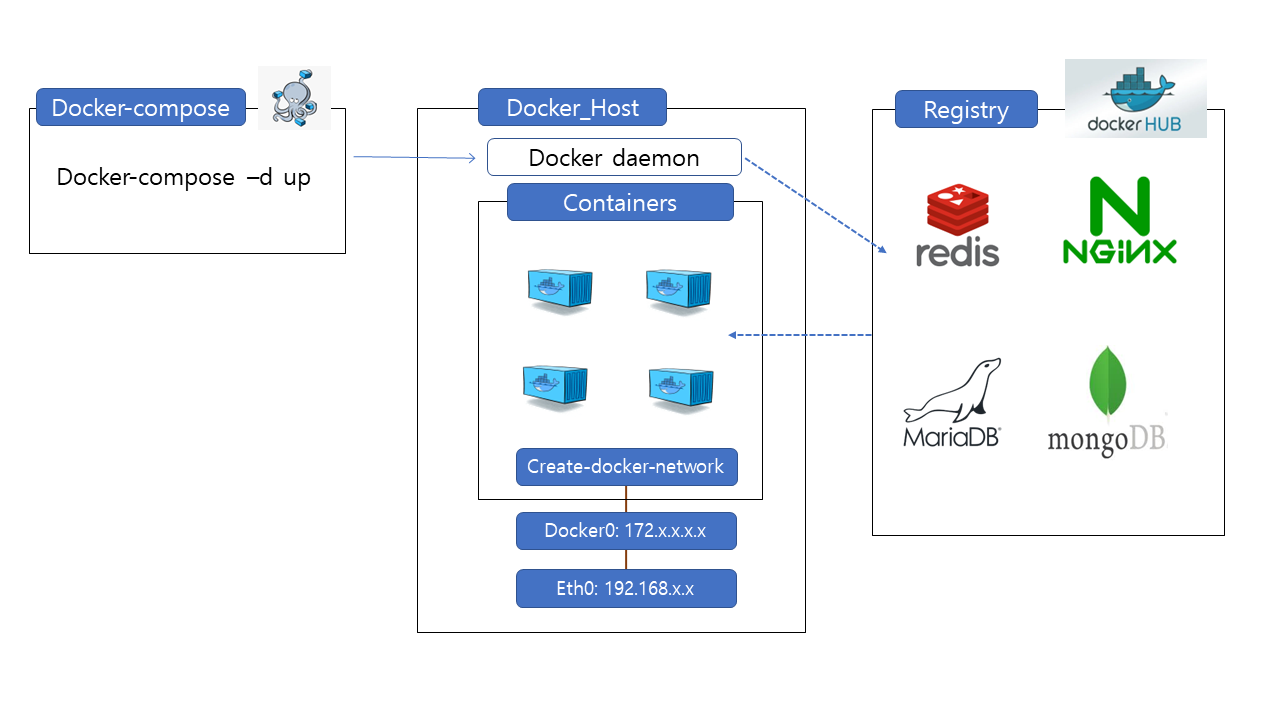 Docker-compose
Docker-compose –d up
Docker_Host
Docker daemon
Containers
Create-docker-network
Docker0: 172.x.x.x.x
Eth0: 192.168.x.x
Registry
docker HUB
redis
N
NGiNX
MariaDB
mongoDB